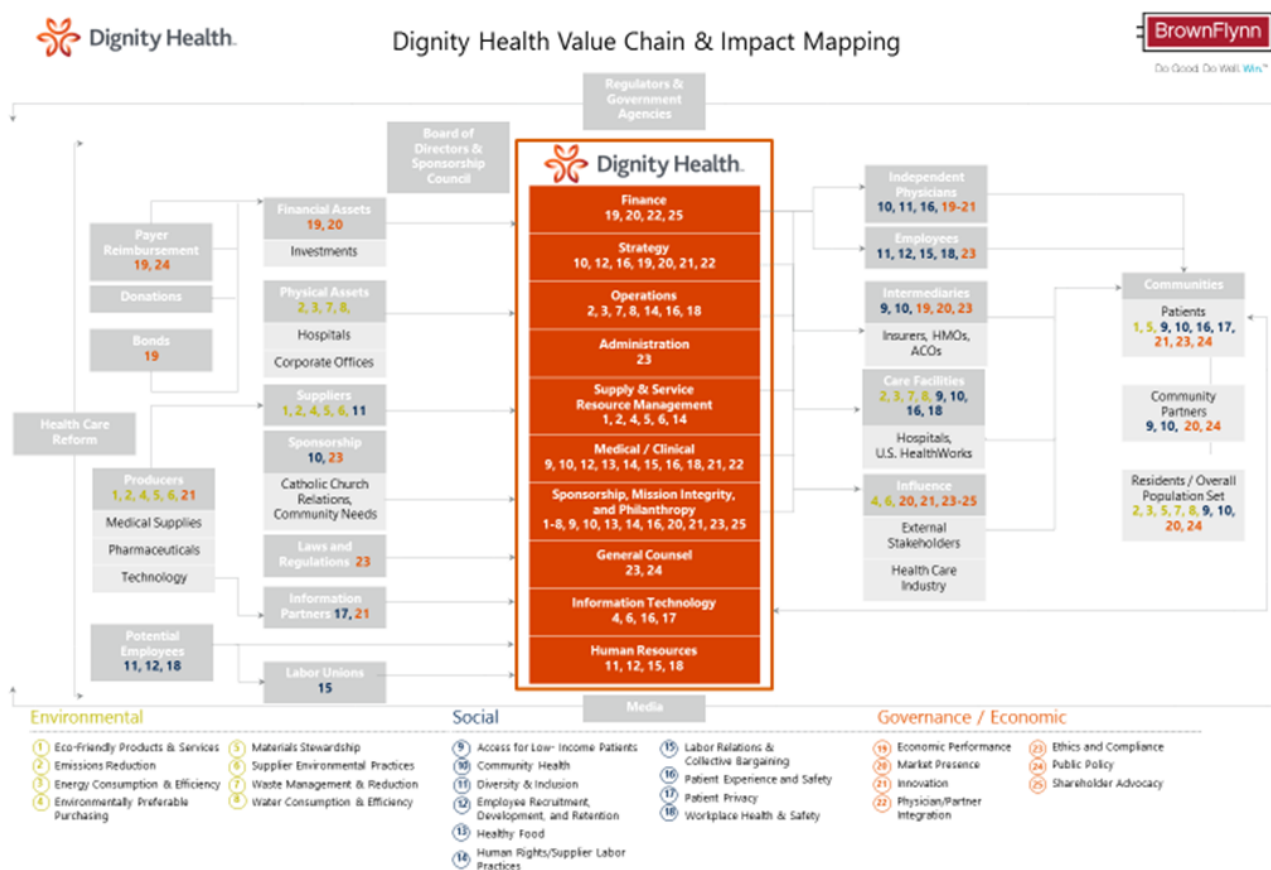 Dignity Health™
Dignity Health Value Chain & Impact Mapping
BrownFlynn
Do Good. Do Well. Win.™
Regulators &
Government
Agencies
Board of
Directors &
Sponsorship
Council
Payer
Reimbursement
19, 24
Donations
Bonds
19
Health Care
Reform
Producers
1, 2, 4, 5, 6, 21
Medical Supplies
Pharmaceuticals
Technology
Potential
Employees
11, 12, 18
Financial Assets
19, 20
Investments
Physical Assets
2, 3, 7, 8,
Hospitals
Corporate Offices
Suppliers
1, 2, 4, 5, 6, 11
Sponsorship
10, 23
Catholic Church
Relations,
Community Needs
Laws and
Regulations 23
Information
Partners 17, 21
Labor Unions
15
Dignity Health™
Finance
19, 20, 22, 25
Strategy
10, 12, 16, 19, 20, 21, 22
Operations
2, 3, 7, 8, 14, 16, 18
Administration
23
Supply & Service
Resource Management
1, 2, 4, 5, 6, 14
Medical / Clinical
9, 10, 12, 13, 14, 15, 16, 18, 21, 22
Sponsorship, Mission Integrity,
and Philanthropy
1-8, 9, 10, 13, 14, 16, 20, 21, 23, 25
General Counsel
23, 24
Information Technology
4, 6, 16, 17
Human Resources
11, 12, 15, 18
Media
Independent
Physicians
10, 11, 16, 19-21
Employees
11, 12, 15, 18, 23
Intermediaries
9, 10, 19, 20, 23
Insurers, HMOs,
ACOs
Care Facilities
2, 3, 7, 8, 9, 10,
16, 18
Hospitals,
U.S. HealthWorks
Influence
4, 6, 20, 21, 23-25
External
Stakeholders
Health Care
Industry
Communities
Patients
1, 5, 9, 10, 16, 17,
21, 23, 24
Community
Partners
9, 10, 20, 24
Residents / Overall
Population Set
2, 3, 5, 7, 8, 9, 10,
20, 24
Environmental
1 Eco-Friendly Products & Services
2 Emissions Reduction
3 Energy Consumption & Efficiency
4 Environmentally Preferable
Purchasing
5 Materials Stewardship
6 Supplier Environmental Practices
7 Waste Management & Reduction
8 Water Consumption & Efficiency
Social
9 Access for Low- Income Patients
10 Community Health
11 Diversity & Inclusion
12 Employee Recruitment,
Development, and Retention
13 Healthy Food
14 Human Rights/Supplier Labor
Practices
15 Labor Relations &
Collective Bargaining
16 Patient Experience and Safety
17 Patient Privacy
18 Workplace Health & Safety
Governance / Economic
19 Economic Performance
20 Market Presence
21 Innovation
22 Physician/Partner
Integration
23 Ethics and Compliance
24 Public Policy
25 Shareholder Advocacy